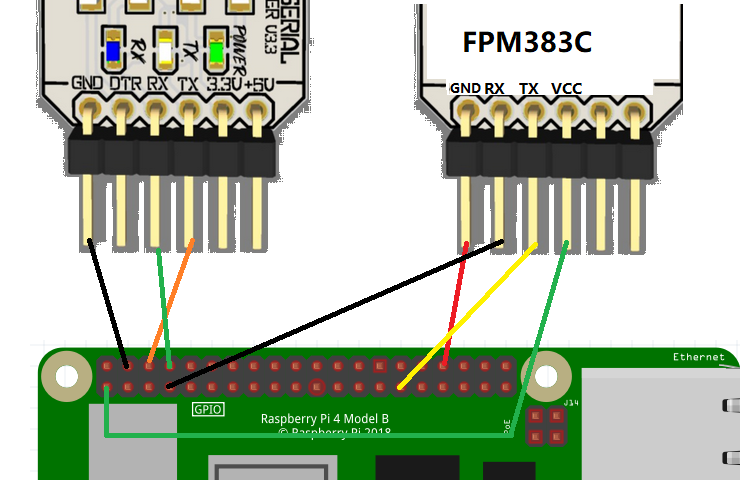 SERIAL
ER V3.3
RX
TX
POWER
GND DTR RX TX 3.3V +5V
FPM383C
GND RX TX VCC
Ethernet
J14
PoE
GPIO
Raspberry Pi 4 Model B
© Raspberry Pi 2018